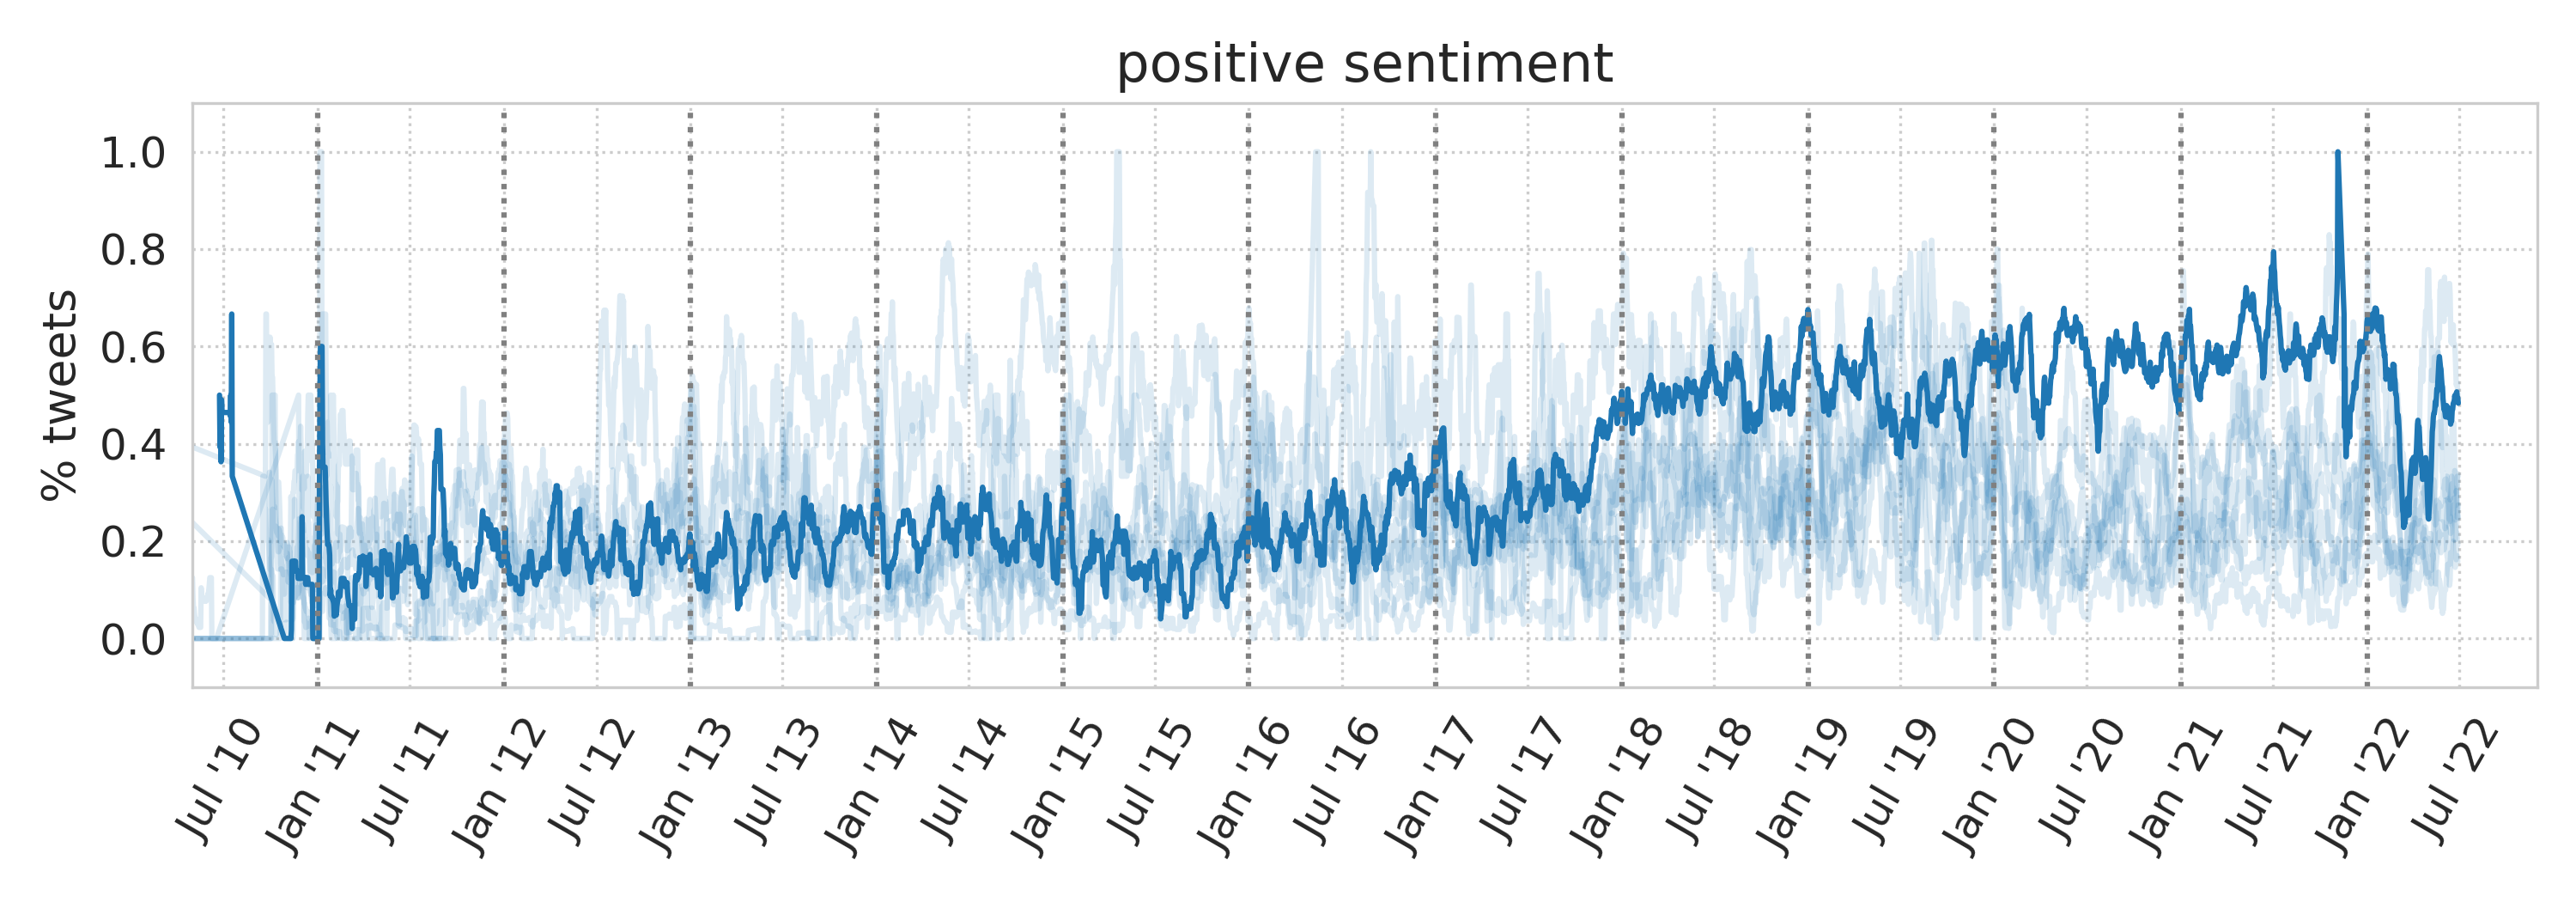 positive sentiment
% tweets
1.0
0.8
0.6
0.4
0.2
0.0
Jul '10
Jan '11
Jul '11
Jan '12
Jul '12
Jan '13
Jul '13
Jan '14
Jul '14
Jan '15
Jul '15
Jan '16
Jul '16
Jan '17
Jul '17
Jan '18
Jul '18
Jan '19
Jul '19
Jan '20
Jul '20
Jan '21
Jul '21
Jan '22
Jul '22